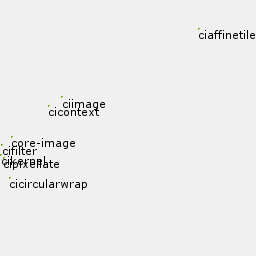 ciaffinetile
ciimage
cicontext
core-image
cifilter
cikernel
cipixellate
cicircularwrap